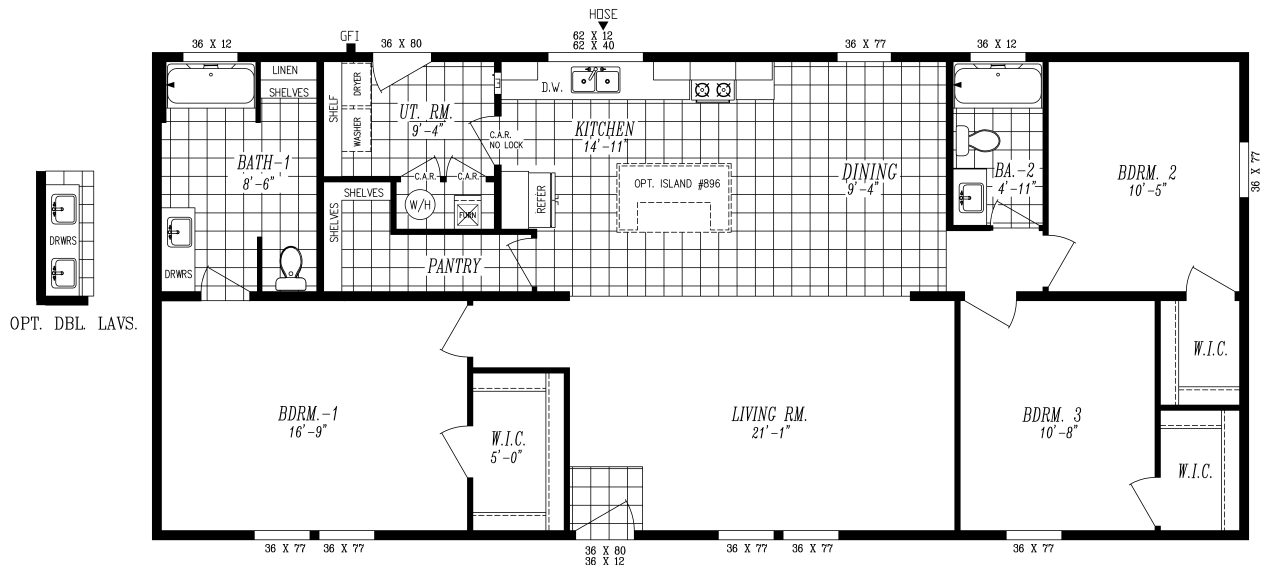 HOSE
GFI
36 X 12
36 X 80
62 X 12
62 X 40
36 X 77
36 X 12
LINEN
SHELVES
SHELF
DRYER
WASHER
UT. RM.
9'-4"
C.A.R.
NO LOCK
D.W.
KITCHEN
14'-11"
BATH-1
8'-6"
C.A.R.
C.A.R.
W/H
FURN
REFER
OPT. ISLAND #896
DINING
9'-4"
BA.-2
4'-11"
BDRM. 2
10'-5"
36 X 77
SHELVES
SHELVES
PANTRY
DRWRS
DRWRS
OPT. DBL. LAVS.
BDRM.-1
16'-9"
W.I.C.
5'-0"
LIVING RM.
21'-1"
BDRM. 3
10'-8"
W.I.C.
W.I.C.
36 X 77
36 X 77
36 X 80
36 X 12
36 X 77
36 X 77
36 X 77